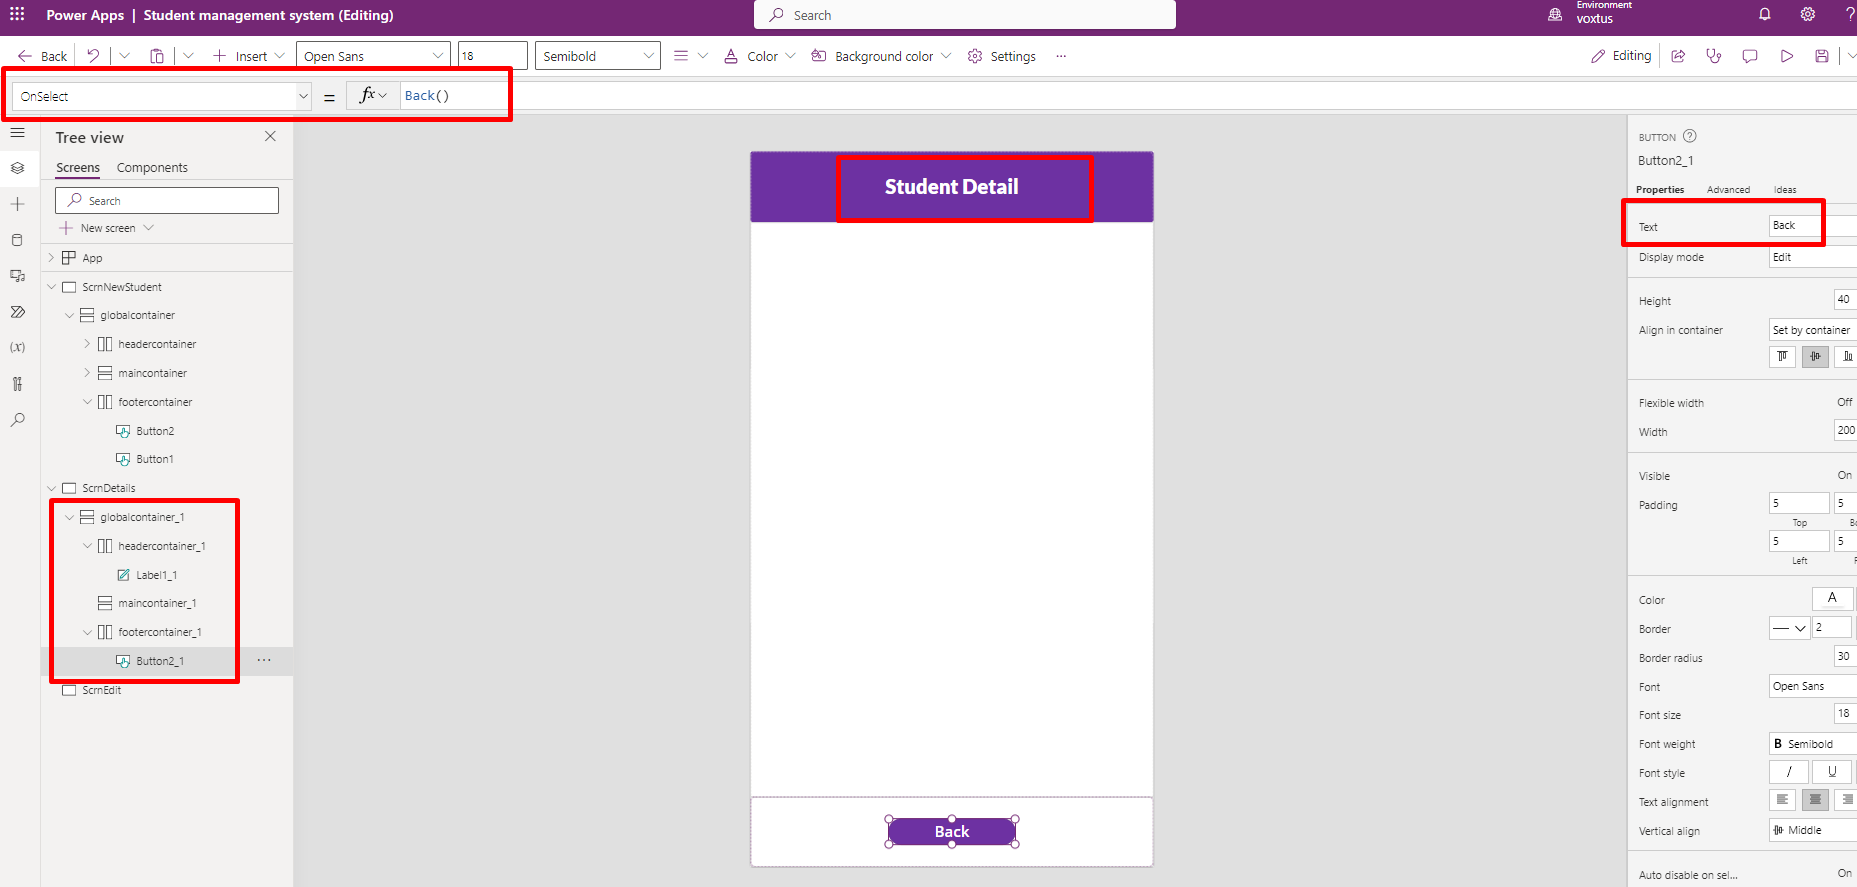 Power Apps | Student management system (Editing)
Search
Environment
voxtus
?
Back
Insert
Open Sans
18
Semibold
Color
Background color
Settings
...
Editing
OnSelect
=
fx
Back()
Tree view
Screens
Components
Search
New screen
App
ScrnNewStudent
globalcontainer
headercontainer
maincontainer
footercontainer
Button2
Button1
ScrnDetails
globalcontainer_1
headercontainer_1
Label1_1
maincontainer_1
footercontainer_1
Button2_1
...
ScrnEdit
(x)
Student Detail
Back
BUTTON ?
Button2_1
Properties
Advanced
Ideas
Text
Back
Display mode
Edit
Height
40
Align in container
Set by container
Flexible width
Off
Width
200
Visible
On
Padding
5
5
Top
5
5
Left
Color
A
Border
2
Border radius
30
Font
Open Sans
Font size
18
Font weight
B Semibold
Font style
/
U
Text alignment
Vertical align
Middle
Auto disable on sel...
On